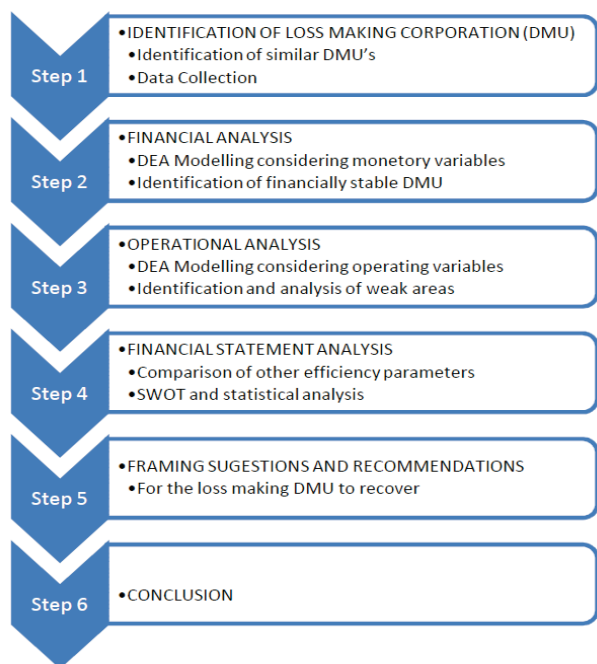 Step 1
•IDENTIFICATION OF LOSS MAKING CORPORATION (DMU)
•Identification of similar DMU's
•Data Collection
Step 2
•FINANCIAL ANALYSIS
•DEA Modelling considering monetory variables
•Identification of financially stable DMU
Step 3
•OPERATIONAL ANALYSIS
•DEA Modelling considering operating variables
•Identification and analysis of weak areas
Step 4
•FINANCIAL STATEMENT ANALYSIS
•Comparison of other efficiency parameters
•SWOT and statistical analysis
Step 5
•FRAMING SUGESTIONS AND RECOMMENDATIONS
•For the loss making DMU to recover
Step 6
•CONCLUSION